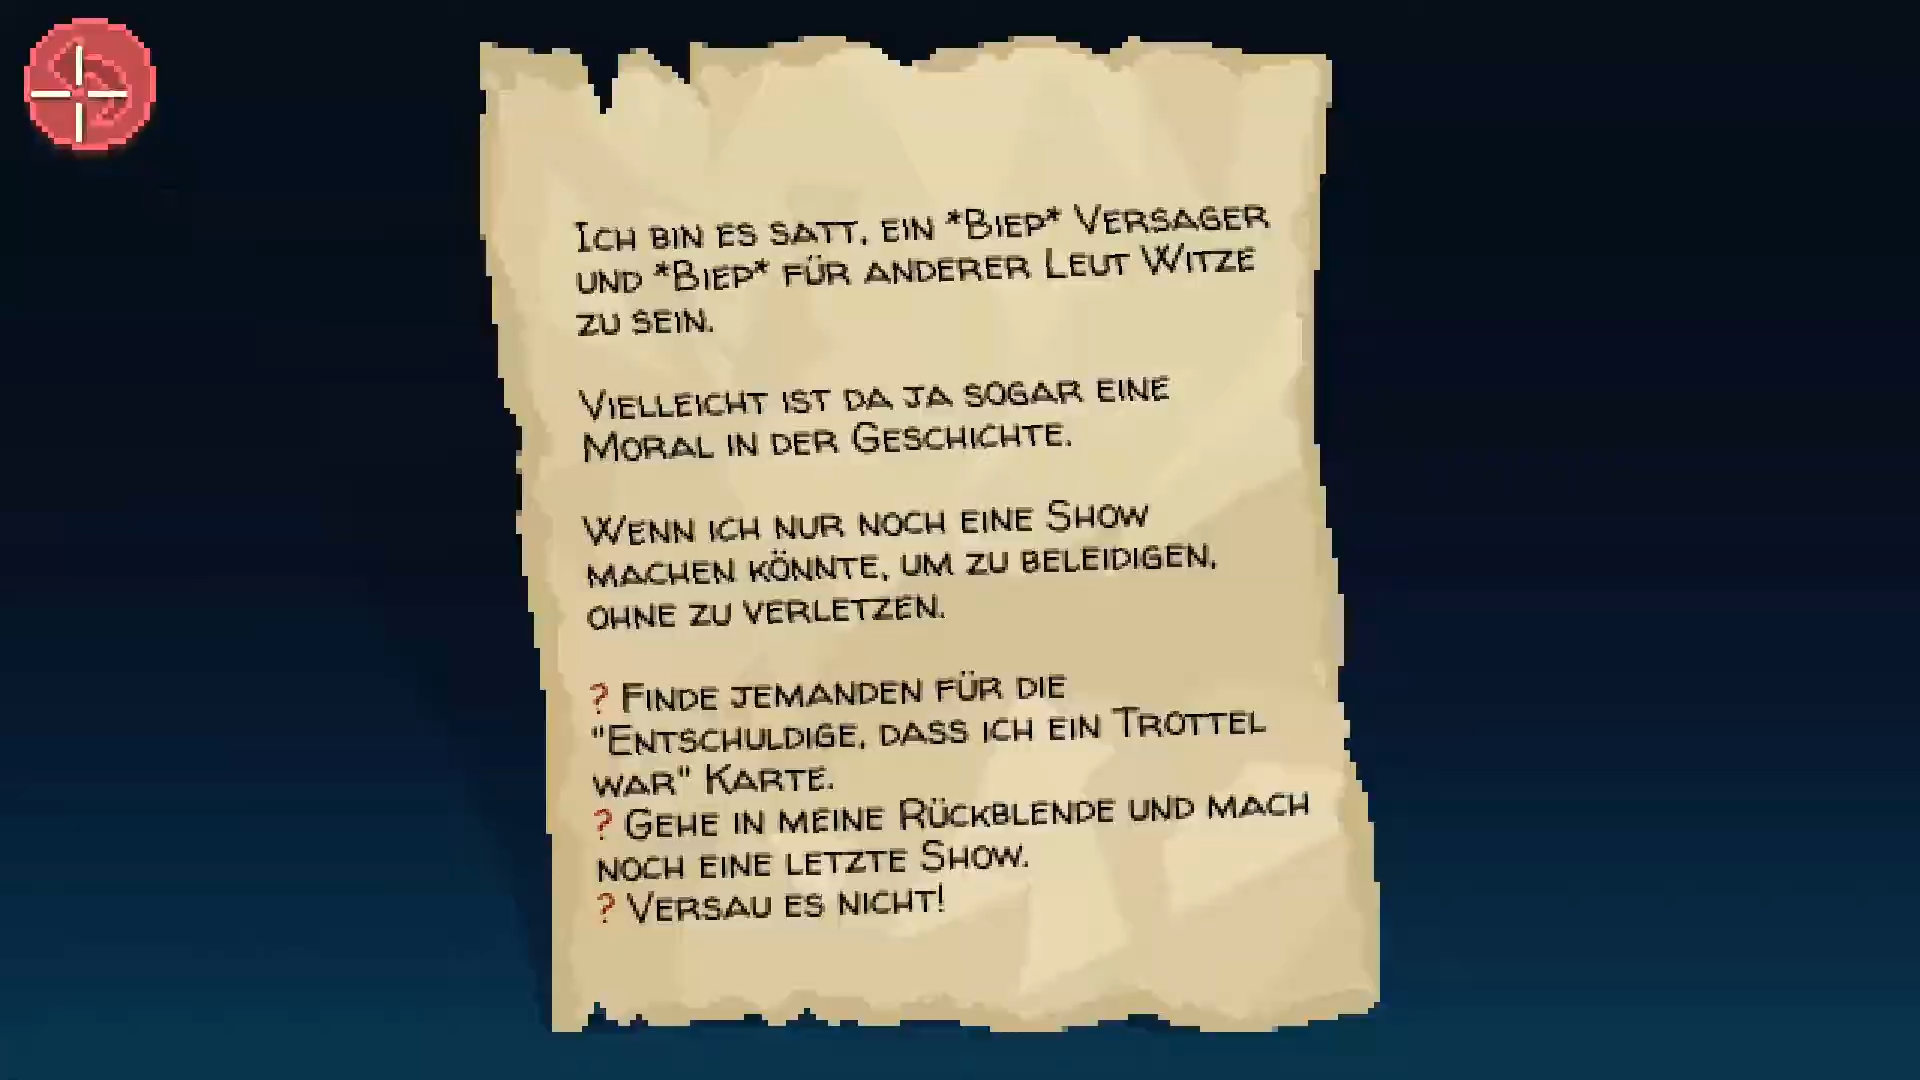 Ich bin es satt, ein *Biep* Versager
und *Biep* für anderer Leut Witze
zu sein.
Vielleicht ist da ja sogar eine
Moral in der Geschichte.
Wenn ich nur noch eine Show
machen könnte, um zu beleidigen,
ohne zu verletzen.
? Finde jemanden für die
"Entschuldige, dass ich ein Trottel
war" Karte.
? Gehe in meine Rückblende und mach
noch eine letzte Show.
? Versau es nicht!